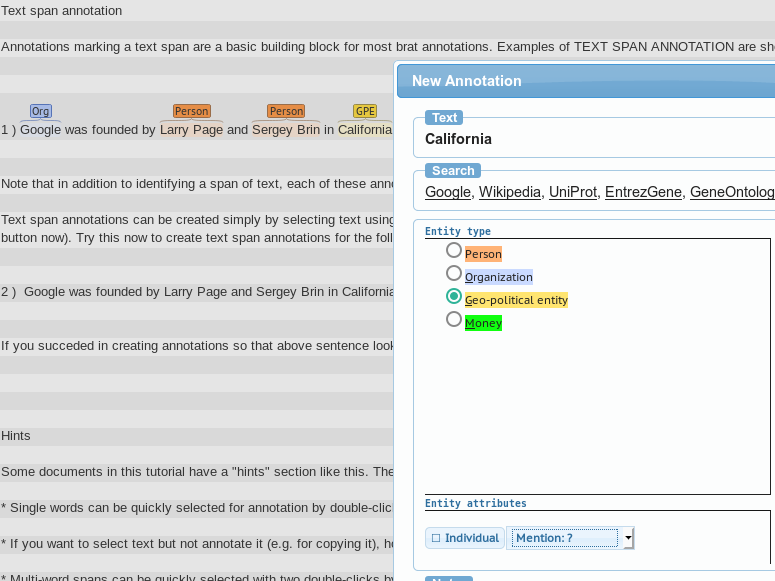 Text span annotation
Annotations marking a text span are a basic building block for most brat annotations. Examples of TEXT SPAN ANNOTATION are sh
New Annotation
Org Person Person GPE
1 ) Google was founded by Larry Page and Sergey Brin in California
Text
California
Note that in addition to identifying a span of text, each of these ann
Search
Google, Wikipedia, UniProt, EntrezGene, GeneOntolog
Text span annotations can be created simply by selecting text using
button now). Try this now to create text span annotations for the foll
Entity type
Person
Organization
Geo-political entity
Money
2 ) Google was founded by Larry Page and Sergey Brin in California
If you succeded in creating annotations so that above sentence look
Hints
Some documents in this tutorial have a "hints" section like this. The
* Single words can be quickly selected for annotation by double-clic
Entity attributes
Individual Mention: ?
* If you want to select text but not annotate it (e.g. for copying it), h
* Multi-word spans can be quickly selected with two double-clicks b